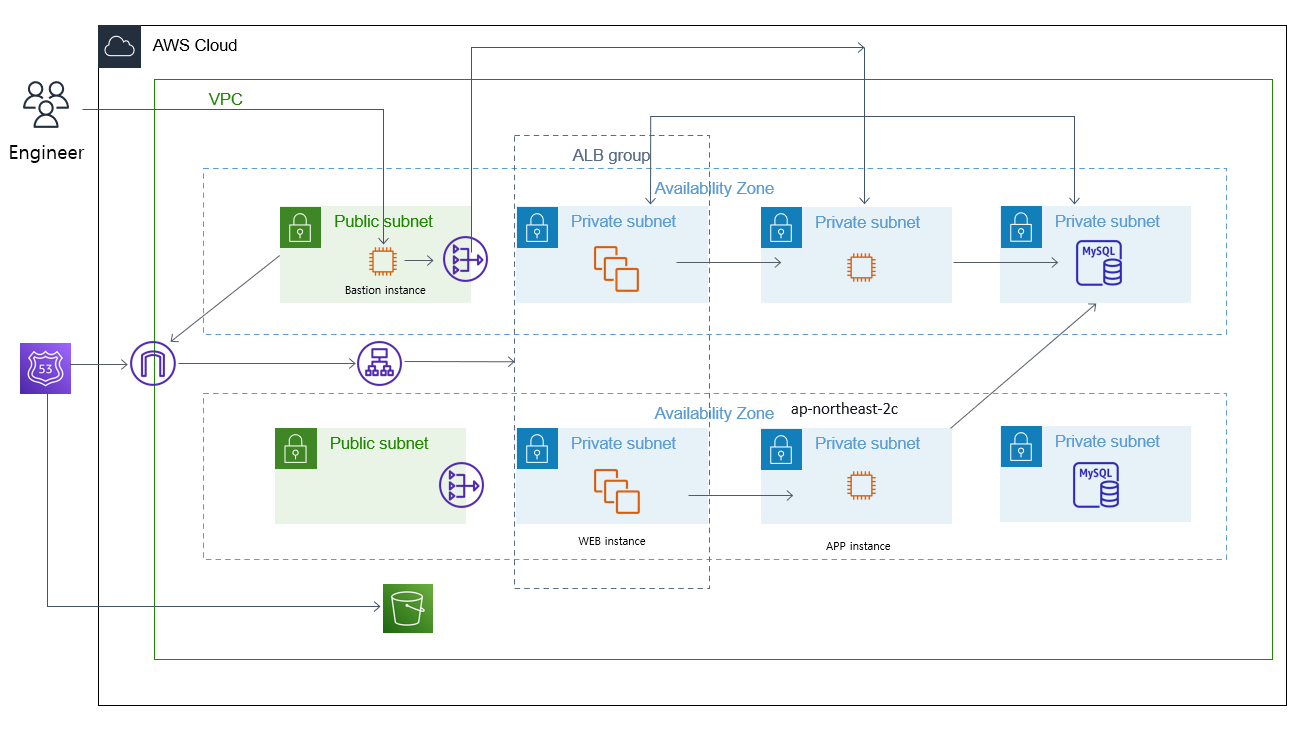 AWS Cloud
VPC
Engineer
ALB group
Availability Zone
Public subnet
Private subnet
Private subnet
Private subnet
MySQL
Bastion instance
53
Availability Zone
ap-northeast-2c
Public subnet
Private subnet
Private subnet
Private subnet
MySQL
WEB instance
APP instance